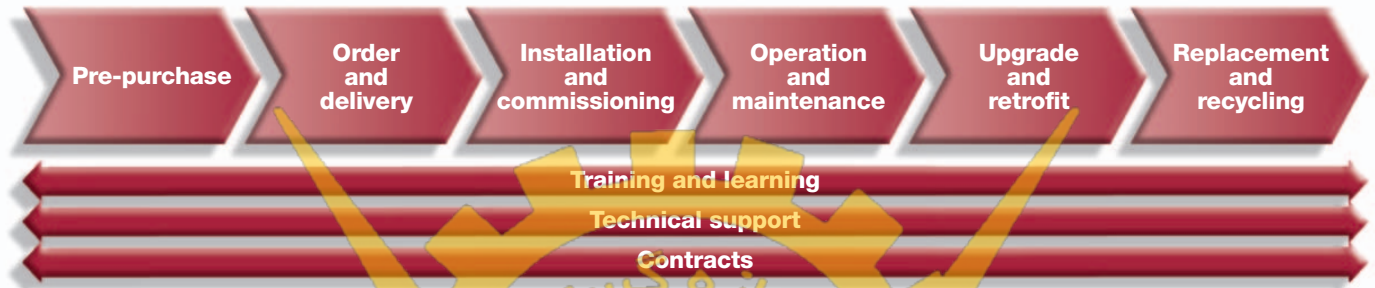 Pre-purchase
Order
and
delivery
Installation
and
commissioning
Operation
and
maintenance
Upgrade
and
retrofit
Replacement
and
recycling
Training and learning
Technical support
Contracts